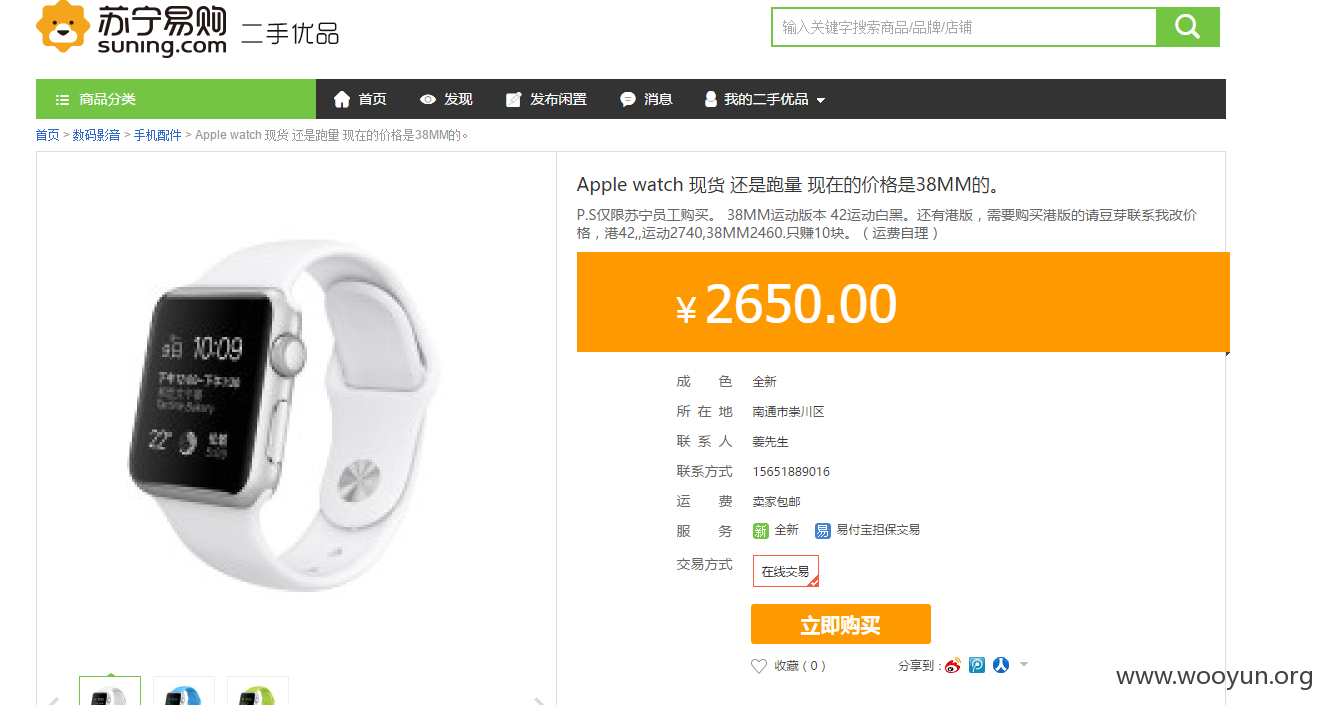 苏宁易购
suning.com
二手优品
输入关键字搜索商品/品牌/店铺
商品分类 首页 发现 发布闲置 消息 我的二手优品
首页 > 数码影音 > 手机配件 > Apple watch 现货 还是跑量 现在的价格是38MM的。
Apple watch 现货 还是跑量 现在的价格是38MM的。
P.S仅限苏宁员工购买。 38MM运动版本 42运动白黑。还有港版，需要购买港版的请豆芽联系我改价
格，港42,,运动2740,38MM2460.只赚10块。（运费自理）
¥2650.00
成 色 全新
所 在 地 南通市崇川区
联 系 人 姜先生
联系方式 15651889016
运 费 卖家包邮
服 务 新 全新 易 易付宝担保交易
交易方式 在线交易
立即购买
收藏（0） 分享到：
10:09
22°
www.wooyun.org